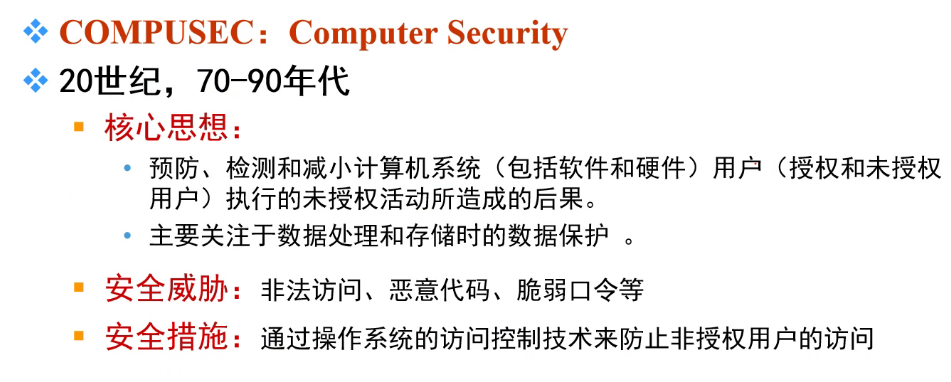 COMPUSEC：Computer Security
20世纪，70-90年代
核心思想：
预防、检测和减小计算机系统（包括软件和硬件）用户（授权和未授权
用户）执行的未授权活动所造成的后果。
主要关注于数据处理和存储时的数据保护 。
安全威胁：非法访问、恶意代码、脆弱口令等
安全措施：通过操作系统的访问控制技术来防止非授权用户的访问